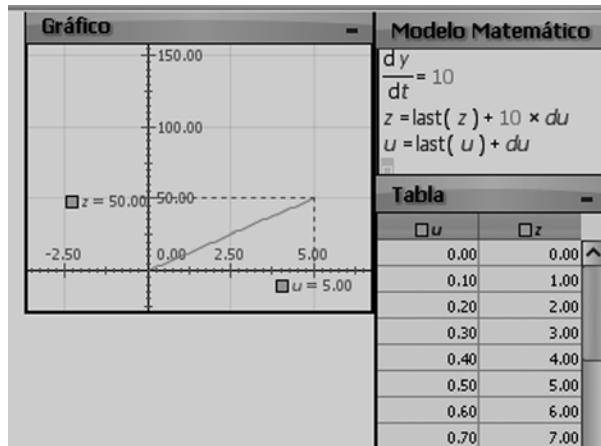 Gráfico
150.00
100.00
z = 50.00
50.00
-2.50
0.00
2.50
5.00
u = 5.00
Modelo Matemático
dy
dt
= 10
z = last( z ) + 10 × du
u = last( u ) + du
Tabla
u z
0.00 0.00
0.10 1.00
0.20 2.00
0.30 3.00
0.40 4.00
0.50 5.00
0.60 6.00
0.70 7.00